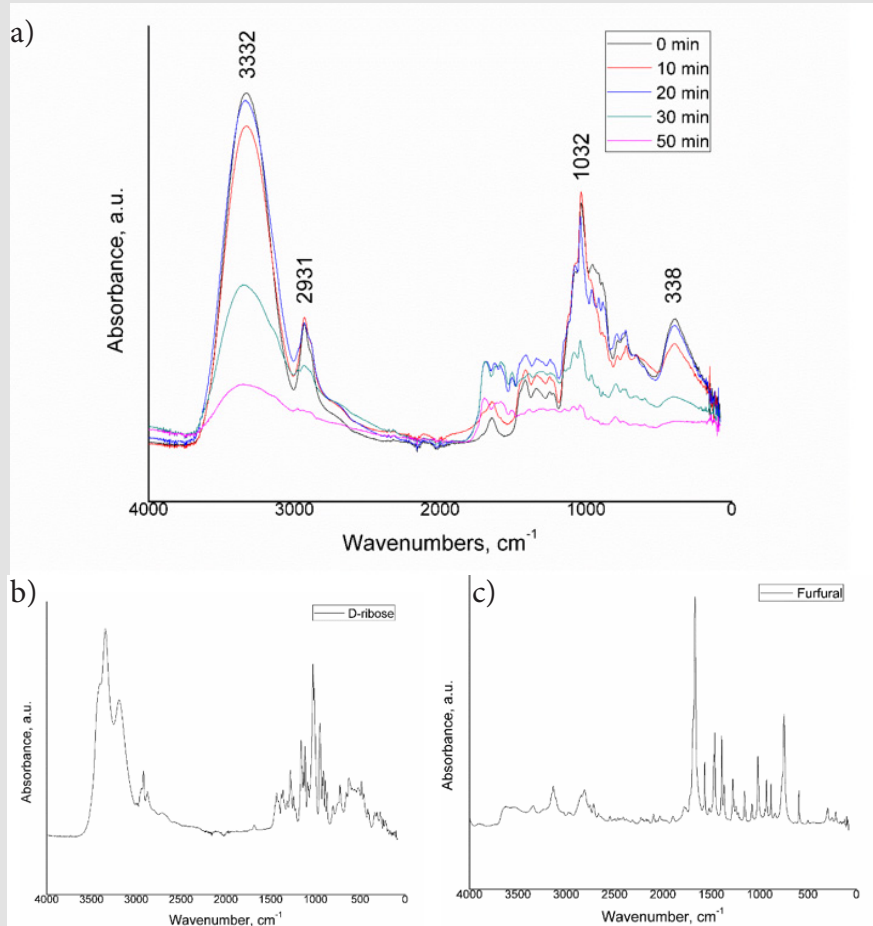 a)
3332
2931
1032
338
0 min
10 min
20 min
30 min
50 min
Absorbance, a.u.
4000 3000 2000 1000 0
Wavenumbers, cm-1
b)
D-ribose
Absorbance, a.u.
4000 3500 3000 2500 2000 1500 1000 500 0
Wavenumber, cm-1
c)
Furfural
Absorbance, a.u.
4000 3500 3000 2500 2000 1500 1000 500 0
Wavenumber, cm-1